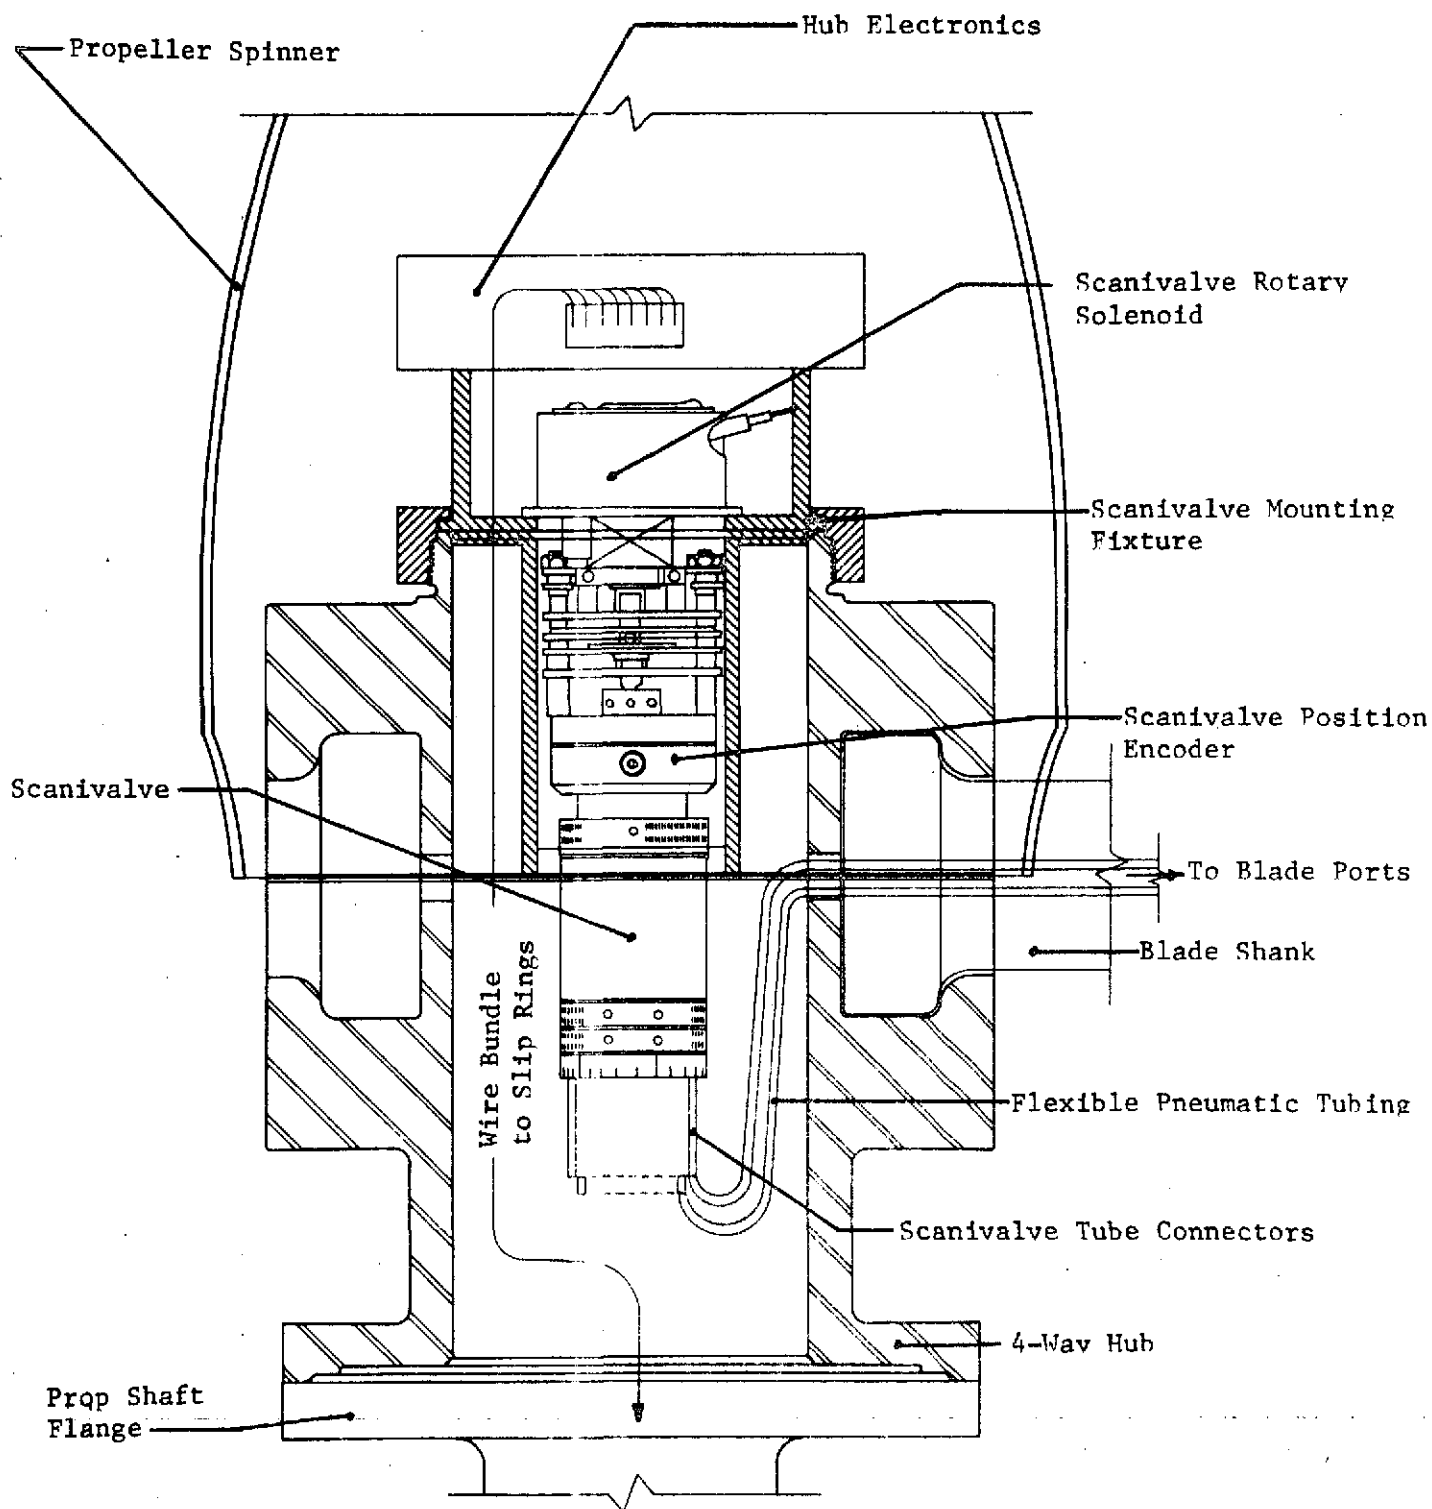 Hub Electronics
Propeller Spinner
Scanivalve Rotary
Solenoid
Scanivalve Mounting
Fixture
Scanivalve Position
Encoder
Scanivalve
To Blade Ports
Blade Shank
Wire Bundle
to Slip Rings
Flexible Pneumatic Tubing
Scanivalve Tube Connectors
4-Way Hub
Prop Shaft
Flange